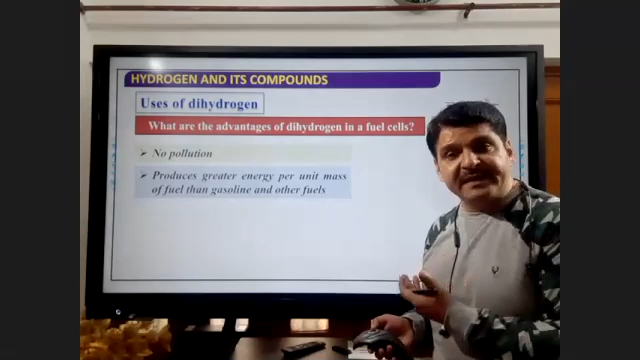 HYDROGEN AND ITS COMPOUNDS
Uses of dihydrogen
What are the advantages of dihydrogen in a fuel cells?
➤ No pollution
➤ Produces greater energy per unit mass
of fuel than gasoline and other fuels